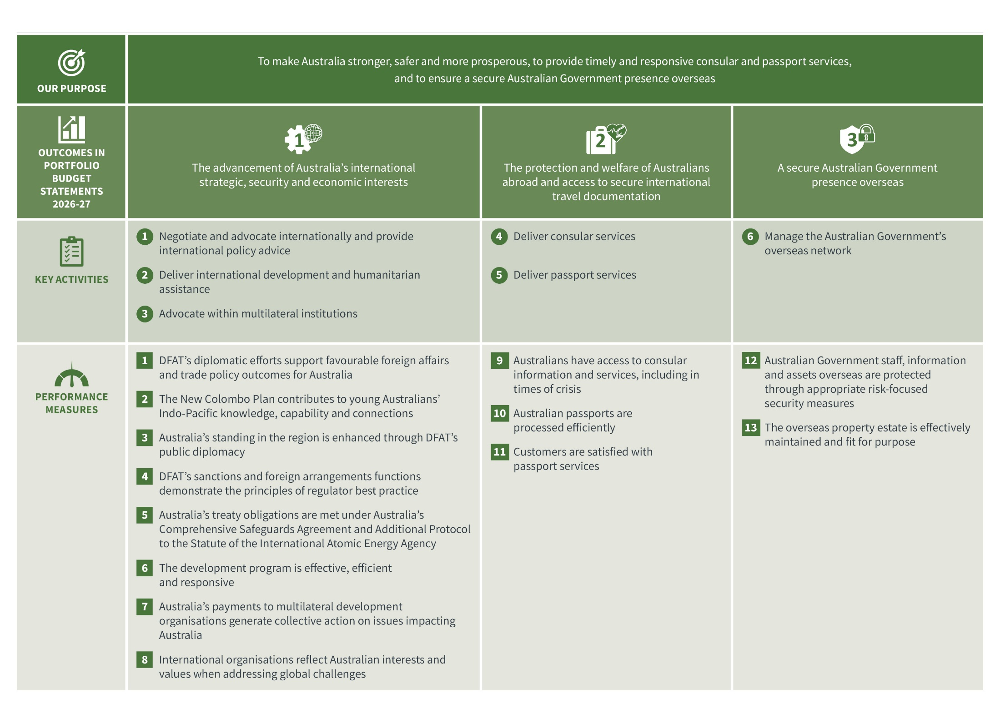 OUR PURPOSE
To make Australia stronger, safer and more prosperous, to provide timely and responsive consular and passport services,
and to ensure a secure Australian Government presence overseas
OUTCOMES IN
PORTFOLIO
BUDGET
STATEMENTS
2026-27
1
The advancement of Australia’s international
strategic, security and economic interests
2
The protection and welfare of Australians
abroad and access to secure international
travel documentation
3
A secure Australian Government
presence overseas
KEY ACTIVITIES
1 Negotiate and advocate internationally and provide
international policy advice
2 Deliver international development and humanitarian
assistance
3 Advocate within multilateral institutions
4 Deliver consular services
5 Deliver passport services
6 Manage the Australian Government’s
overseas network
PERFORMANCE
MEASURES
1 DFAT’s diplomatic efforts support favourable foreign affairs
and trade policy outcomes for Australia
2 The New Colombo Plan contributes to young Australians’
Indo-Pacific knowledge, capability and connections
3 Australia’s standing in the region is enhanced through DFAT’s
public diplomacy
4 DFAT’s sanctions and foreign arrangements functions
demonstrate the principles of regulator best practice
5 Australia’s treaty obligations are met under Australia’s
Comprehensive Safeguards Agreement and Additional Protocol
to the Statute of the International Atomic Energy Agency
6 The development program is effective, efficient
and responsive
7 Australia’s payments to multilateral development
organisations generate collective action on issues impacting
Australia
8 International organisations reflect Australian interests and
values when addressing global challenges
9 Australians have access to consular
information and services, including in
times of crisis
10 Australian passports are
processed efficiently
11 Customers are satisfied with
passport services
12 Australian Government staff, information
and assets overseas are protected
through appropriate risk-focused
security measures
13 The overseas property estate is effectively
maintained and fit for purpose